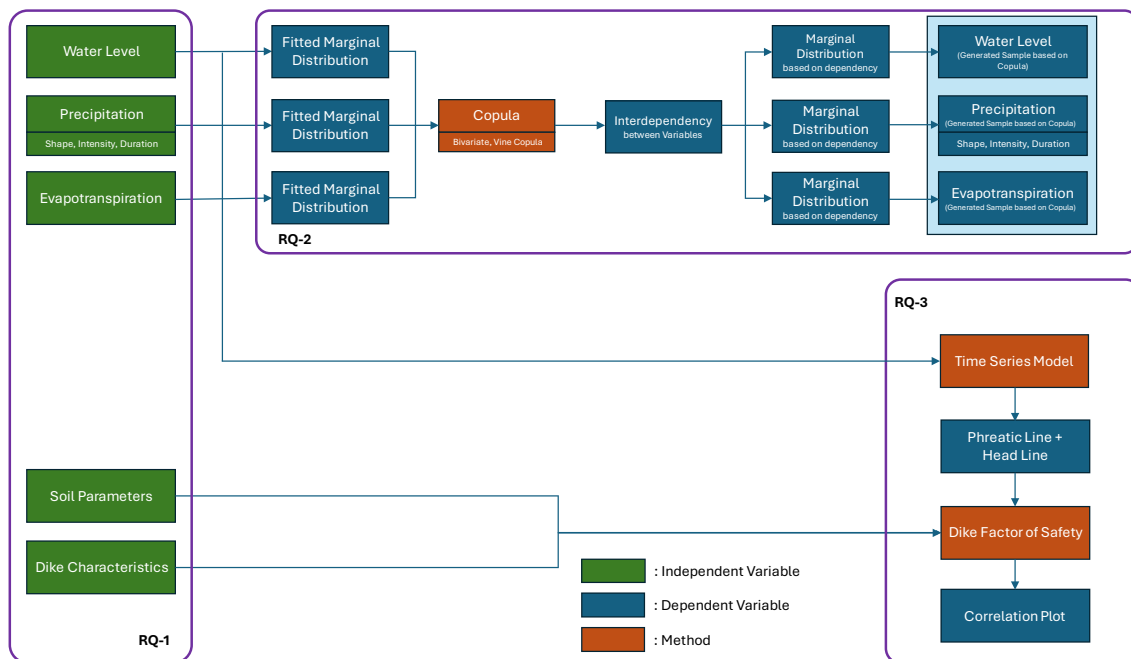 Water Level
Precipitation
Shape, Intensity, Duration
Evapotranspiration
Soil Parameters
Dike Characteristics
RQ-1
Fitted Marginal
Distribution
Fitted Marginal
Distribution
Fitted Marginal
Distribution
Copula
Bivariate, Vine Copula
Interdependency
between Variables
Marginal
Distribution
based on dependency
Marginal
Distribution
based on dependency
Marginal
Distribution
based on dependency
Water Level
(Generated Sample based on
Copula)
Precipitation
(Generated Sample based on Copula)
Shape, Intensity, Duration
Evapotranspiration
(Generated Sample based on Copula)
RQ-2
RQ-3
Time Series Model
Phreatic Line +
Head Line
Dike Factor of Safety
Correlation Plot
: Independent Variable
: Dependent Variable
: Method